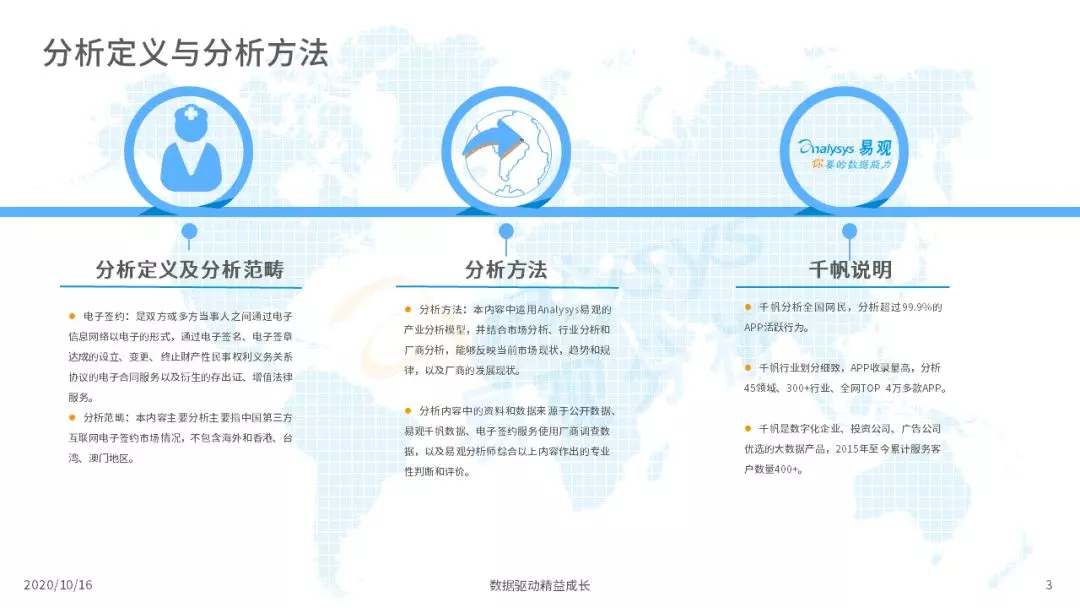 分析定义与分析方法
Analysys 易观
你要的数据能力
分析定义及分析范畴
电子签约：是双方或多方当事人之间通过电子
信息网络以电子的形式，通过电子签名、电子签章
达成的设立、变更、终止财产性民事权利义务关系
协议的电子合同服务以及衍生的存出证、增值法律
服务。
分析范畴：本内容主要分析主要指中国第三方
互联网电子签约市场情况，不包含海外和香港、台
湾、澳门地区。
分析方法
分析方法：本内容中运用Analysys易观的
产业分析模型，并结合市场分析、行业分析和
厂商分析，能够反映当前市场现状，趋势和规
律，以及厂商的发展现状。
分析内容中的资料和数据来源于公开数据、
易观千帆数据、电子签约服务使用厂商调查数
据，以及易观分析师综合以上内容作出的专业
性判断和评价。
千帆说明
千帆分析全国网民，分析超过99.9%的
APP活跃行为。
千帆行业划分细致，APP收录量高，分析
45领域、300+行业、全网TOP 4万多款APP。
千帆是数字化企业、投资公司、广告公司
优选的大数据产品，2015年至今累计服务客
户数量400+。
2020/10/16
数据驱动精益成长
3